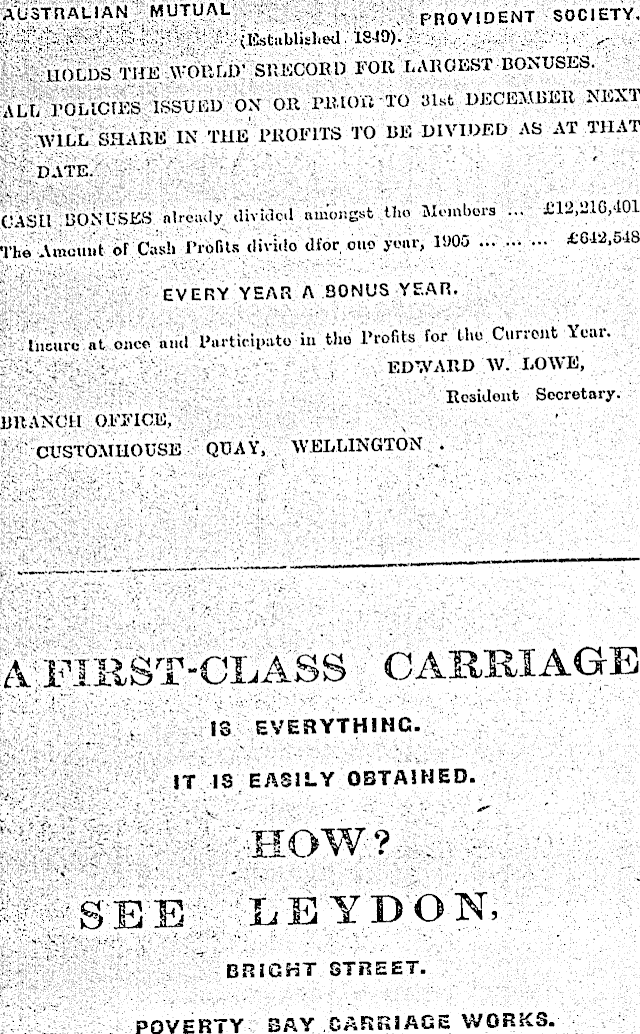 AUSTRALIAN MUTUAL PROVIDENT SOCIETY.
(Established 1849).
HOLDS THE WORLD' SRECORD FOR LARGEST BONUSES.
ALL POLICIES ISSUED ON OR PRIOR TO 31st DECEMBER NEXT
WILL SHARE IN THE PROFITS TO BE DIVIDED AS AT THAT
DATE.
CASH BONUSES already divided amongst the Members ... £12,216,401
The Amount of Cash Profits divide dfor one year, 1905 ... ... ... £642,548
EVERY YEAR A BONUS YEAR.
Insure at once and Participate in the Profits for the Current Year.
EDWARD W. LOWE,
Resident Secretary.
BRANCH OFFICE,
CUSTOMHOUSE QUAY, WELLINGTON .
A FIRST-CLASS CARRIAGE
IS EVERYTHING.
IT IS EASILY OBTAINED.
HOW?
SEE LEYDON,
BRIGHT STREET.
POVERTY BAY CARRIAGE WORKS.